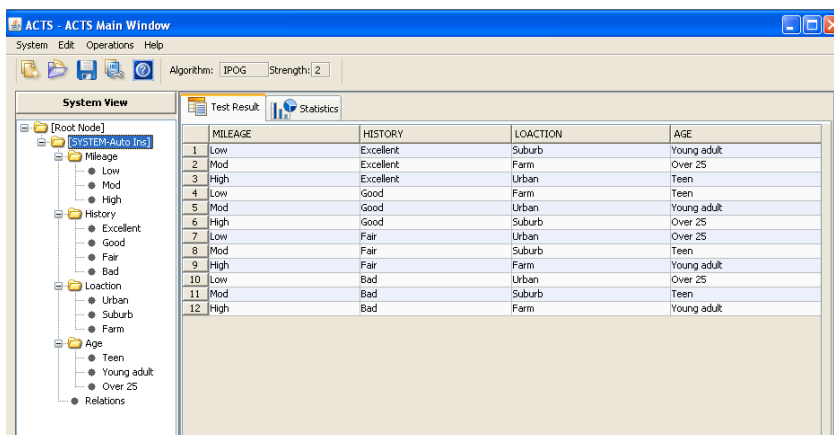 ACTS - ACTS Main Window
System Edit Operations Help
Algorithm: IPOG Strength: 2
System View
[Root Node]
[SYSTEM-Auto Ins]
Mileage
Low
Mod
High
History
Excellent
Good
Fair
Bad
Loaction
Urban
Suburb
Farm
Age
Teen
Young adult
Over 25
Relations
Test Result Statistics
MILEAGE HISTORY LOACTION AGE
1 Low Excellent Suburb Young adult
2 Mod Excellent Farm Over 25
3 High Excellent Urban Teen
4 Low Good Farm Teen
5 Mod Good Urban Young adult
6 High Good Suburb Over 25
7 Low Fair Urban Over 25
8 Mod Fair Suburb Teen
9 High Fair Farm Young adult
10 Low Bad Urban Over 25
11 Mod Bad Suburb Teen
12 High Bad Farm Young adult